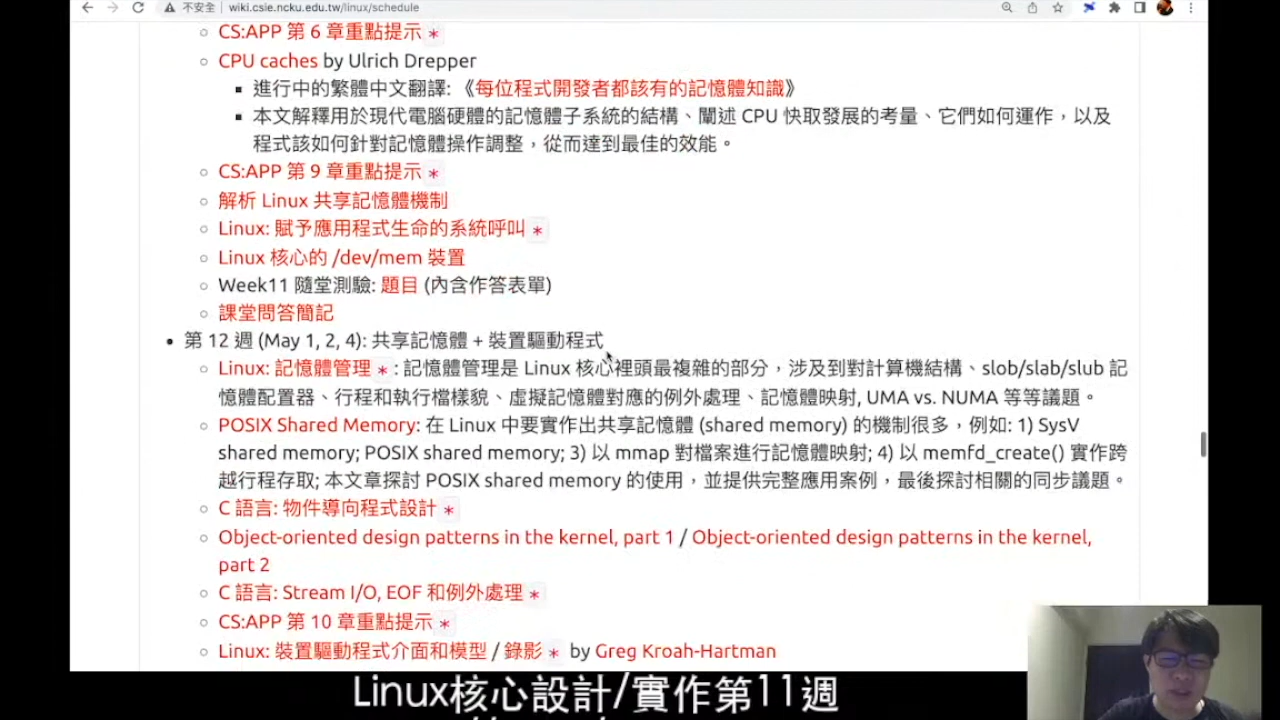 不安全 wiki.csie.ncku.edu.tw/linux/schedule
CS:APP 第 6 章重點提示 *
CPU caches by Ulrich Drepper
進行中的繁體中文翻譯: 《每位程式開發者都該有的記憶體知識》
本文解釋用於現代電腦硬體的記憶體子系統的結構、闡述 CPU 快取發展的考量、它們如何運作，以及
程式該如何針對記憶體操作調整，從而達到最佳的效能。
CS:APP 第 9 章重點提示 *
解析 Linux 共享記憶體機制
Linux: 賦予應用程式生命的系統呼叫 *
Linux 核心的 /dev/mem 裝置
Week11 隨堂測驗: 題目 (內含作答表單)
課堂問答簡記
第 12 週 (May 1, 2, 4): 共享記憶體 + 裝置驅動程式
Linux: 記憶體管理 * : 記憶體管理是 Linux 核心裡頭最複雜的部分，涉及到對計算機結構、slob/slab/slub 記
憶體配置器、行程和執行檔樣貌、虛擬記憶體對應的例外處理、記憶體映射, UMA vs. NUMA 等等議題。
POSIX Shared Memory: 在 Linux 中要實作出共享記憶體 (shared memory) 的機制很多，例如: 1) SysV
shared memory; POSIX shared memory; 3) 以 mmap 對檔案進行記憶體映射; 4) 以 memfd_create() 實作跨
越行程存取; 本文章探討 POSIX shared memory 的使用，並提供完整應用案例，最後探討相關的同步議題。
C 語言: 物件導向程式設計 *
Object-oriented design patterns in the kernel, part 1 / Object-oriented design patterns in the kernel,
part 2
C 語言: Stream I/O, EOF 和例外處理 *
CS:APP 第 10 章重點提示 *
Linux: 裝置驅動程式介面和模型 / 錄影 * by Greg Kroah-Hartman
Linux核心設計/實作第11週